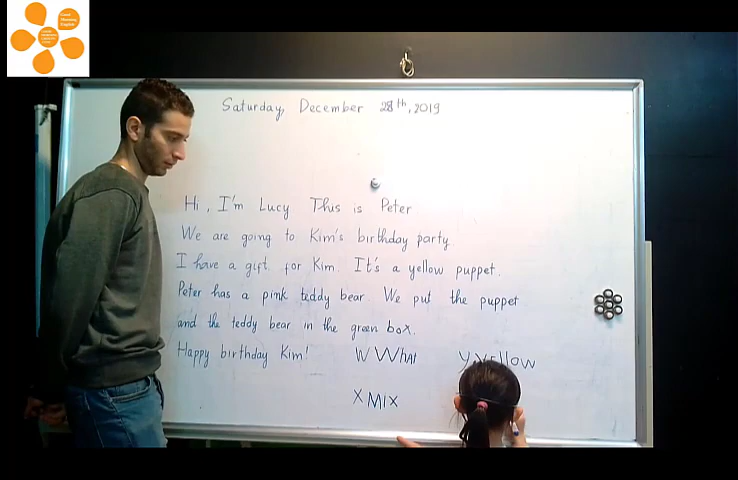 Saturday, December 28th, 2019
Hi, I'm Lucy This is Peter
We are going to Kim's birthday party
I have a gift for Kim. It's a yellow puppet.
Peter has a pink teddy bear. We put the puppet
and the teddy bear in the green box.
Happy birthday Kim! W WhAt Y yellow
X MIX